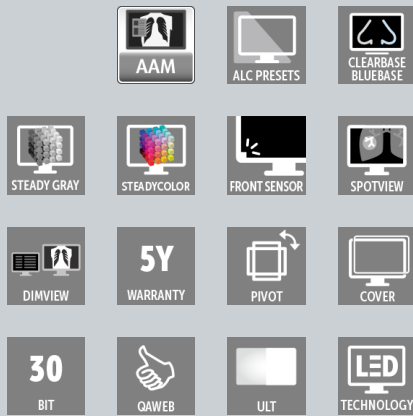 AAM
ALC PRESETS
CLEARBASE
BLUEBASE
STEADY GRAY
STEADYCOLOR
FRONT SENSOR
SPOTVIEW
DIMVIEW
5Y
WARRANTY
PIVOT
COVER
30
BIT
QAWEB
ULT
LED
TECHNOLOGY